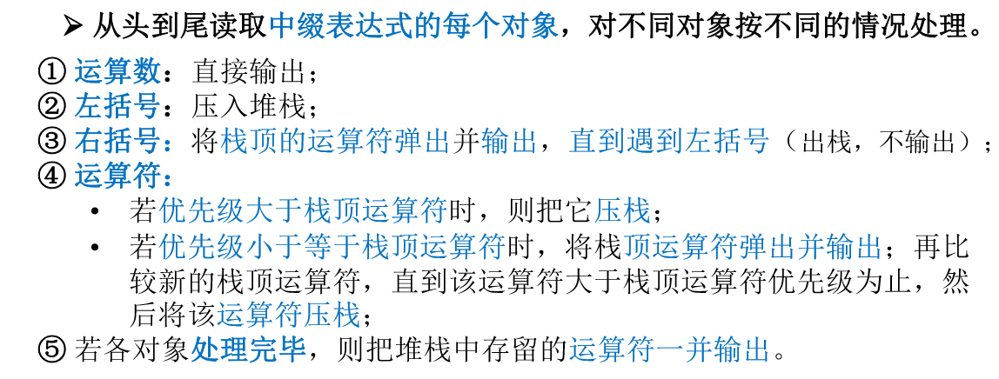 ➢ 从头到尾读取中缀表达式的每个对象，对不同对象按不同的情况处理。
① 运算数：直接输出；
② 左括号：压入堆栈；
③ 右括号：将栈顶的运算符弹出并输出，直到遇到左括号（出栈，不输出）；
④ 运算符：
• 若优先级大于栈顶运算符时，则把它压栈；
• 若优先级小于等于栈顶运算符时，将栈顶运算符弹出并输出；再比
较新的栈顶运算符，直到该运算符大于栈顶运算符优先级为止，然
后将该运算符压栈；
⑤ 若各对象处理完毕，则把堆栈中存留的运算符一并输出。